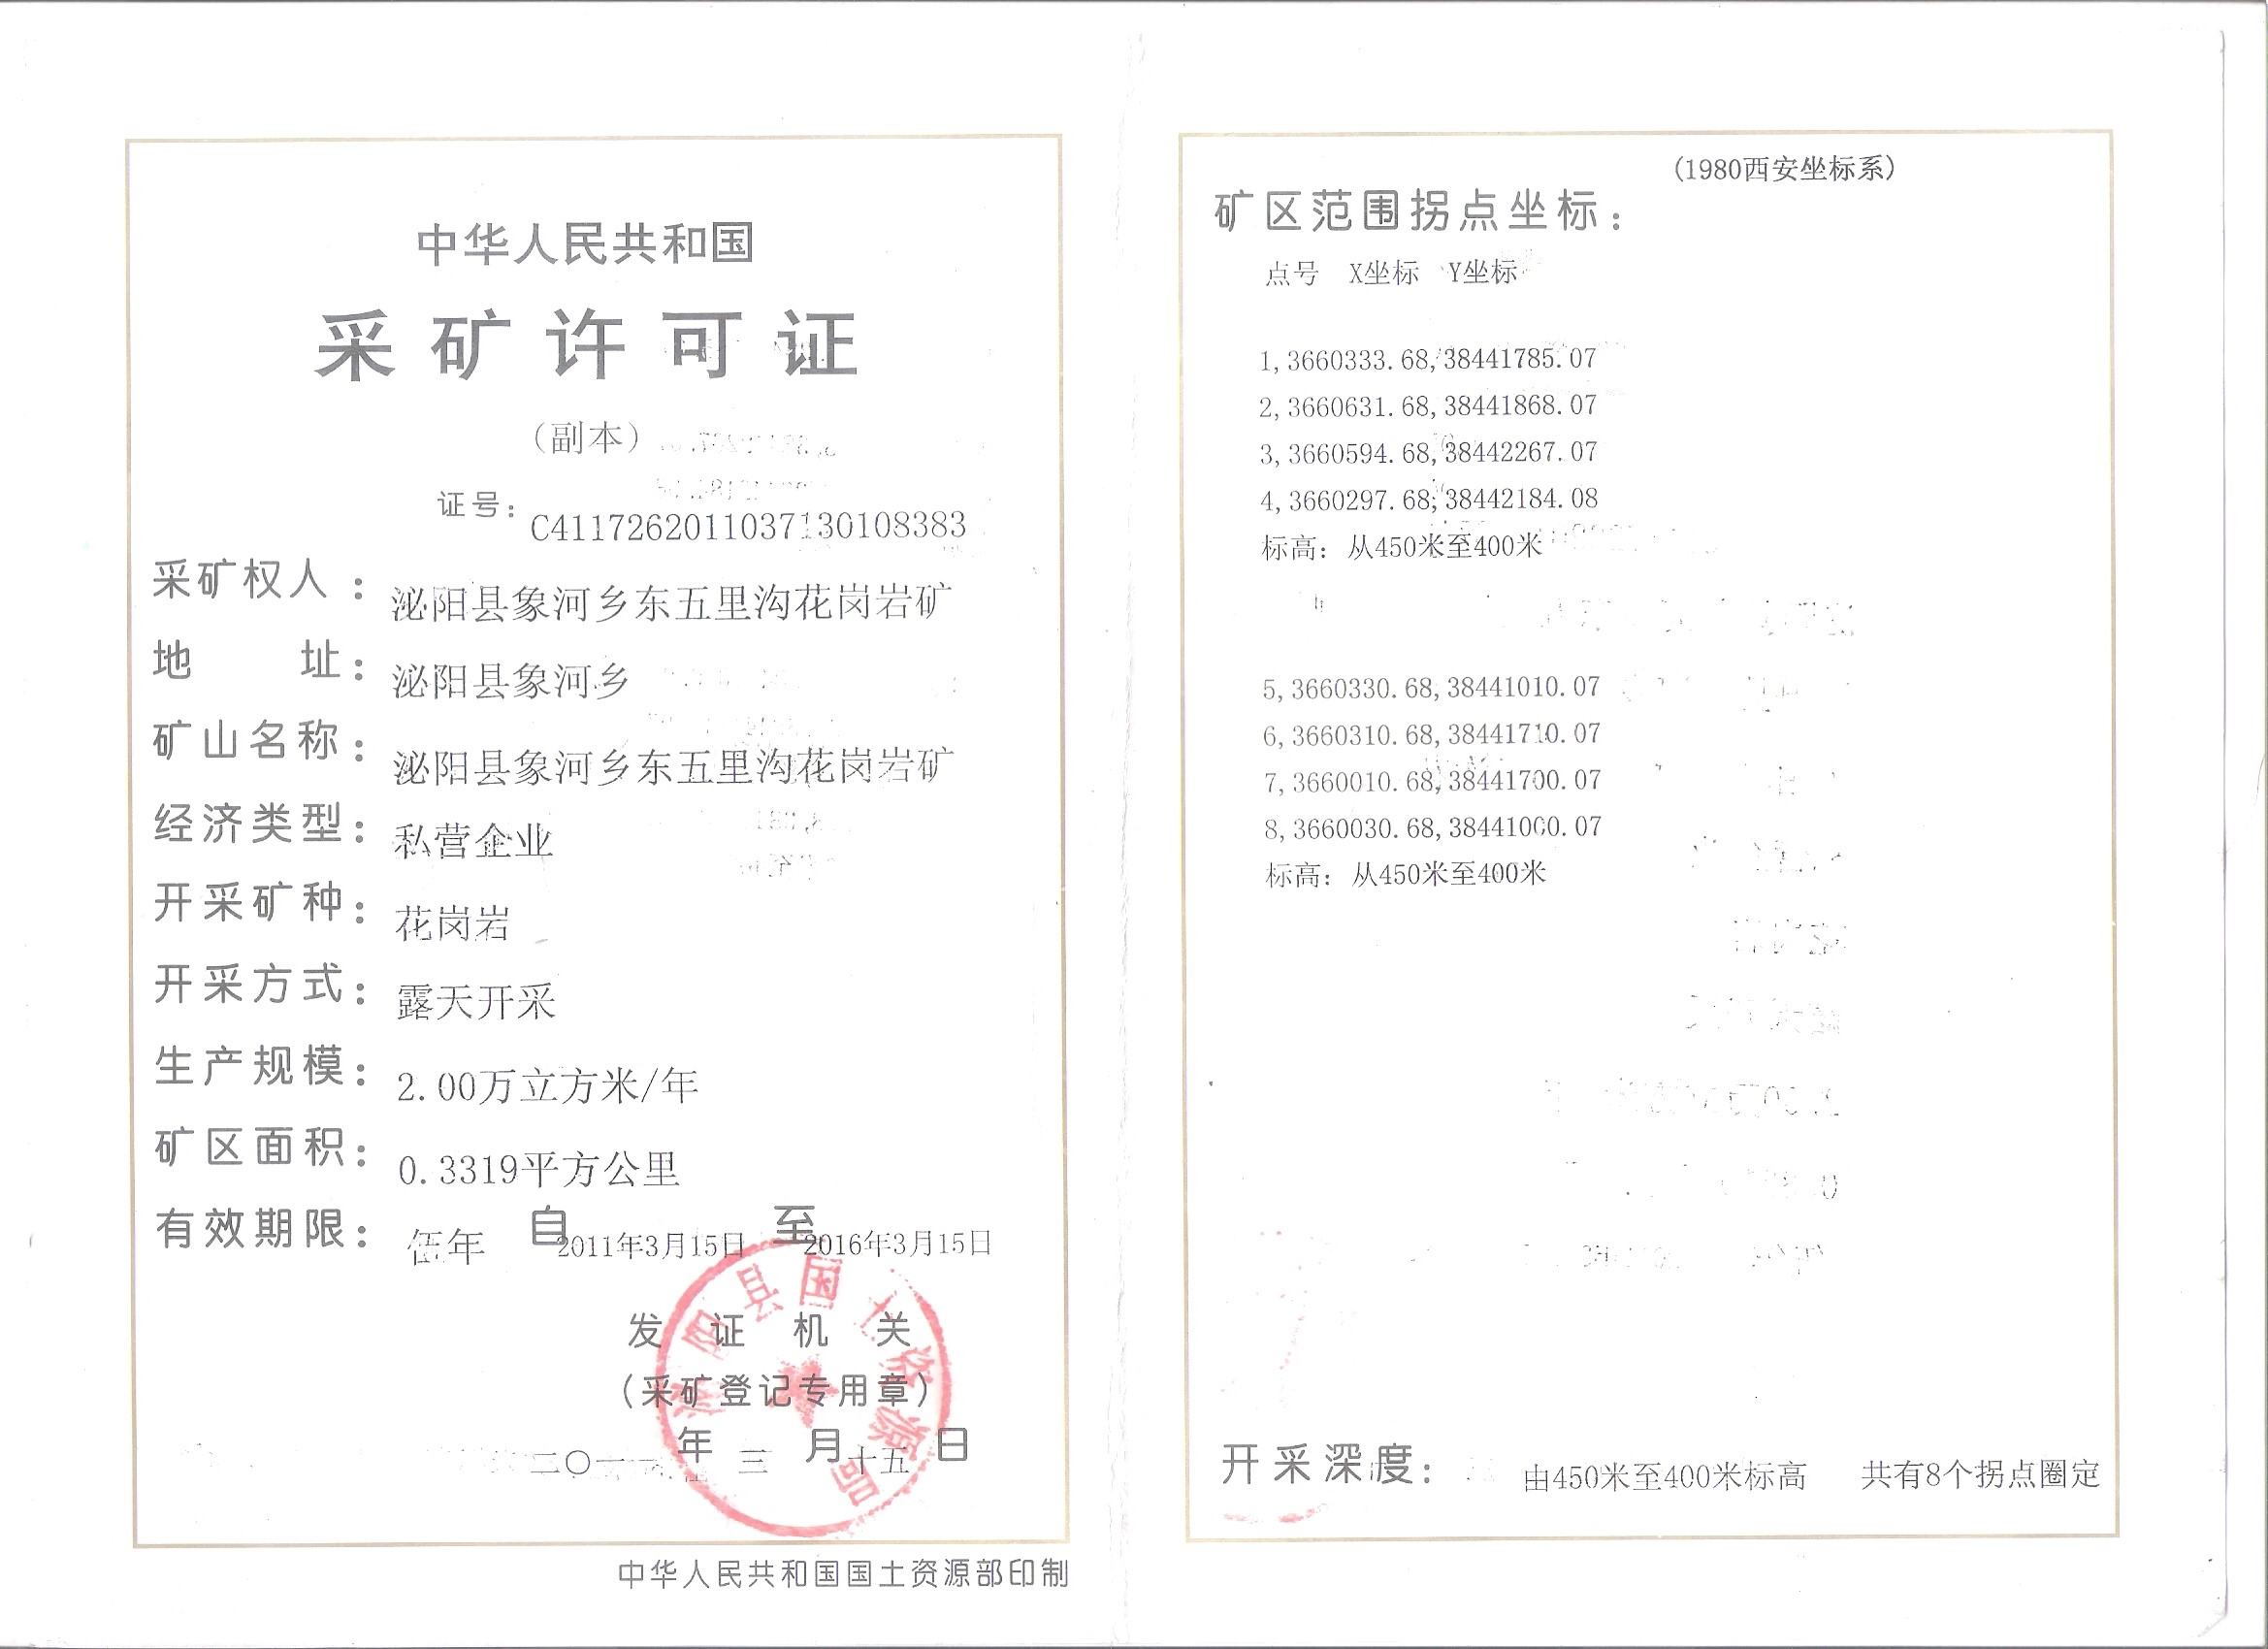 中华人民共和国
采矿许可证
（副本）
证号：C4117262011037130108383
采矿权人：泌阳县象河乡东五里沟花岗岩矿
地址：泌阳县象河乡
矿山名称：泌阳县象河乡东五里沟花岗岩矿
经济类型：私营企业
开采矿种：花岗岩
开采方式：露天开采
生产规模：2.00万立方米/年
矿区面积：0.3319平方公里
有效期限：伍年 自2011年3月15日至2016年3月15日
发证机关
（采矿登记专用章）
二〇一一年三月十五日
泌阳县国土资源局
中华人民共和国国土资源部印制
(1980西安坐标系)
矿区范围拐点坐标：
点号 X坐标 Y坐标
1,3660333.68,38441785.07
2,3660631.68,38441868.07
3,3660594.68,38442267.07
4,3660297.68,38442184.08
标高：从450米至400米
5,3660330.68,38441010.07
6,3660310.68,38441710.07
7,3660010.68,38441700.07
8,3660030.68,38441000.07
标高：从450米至400米
开采深度：由450米至400米标高 共有8个拐点圈定